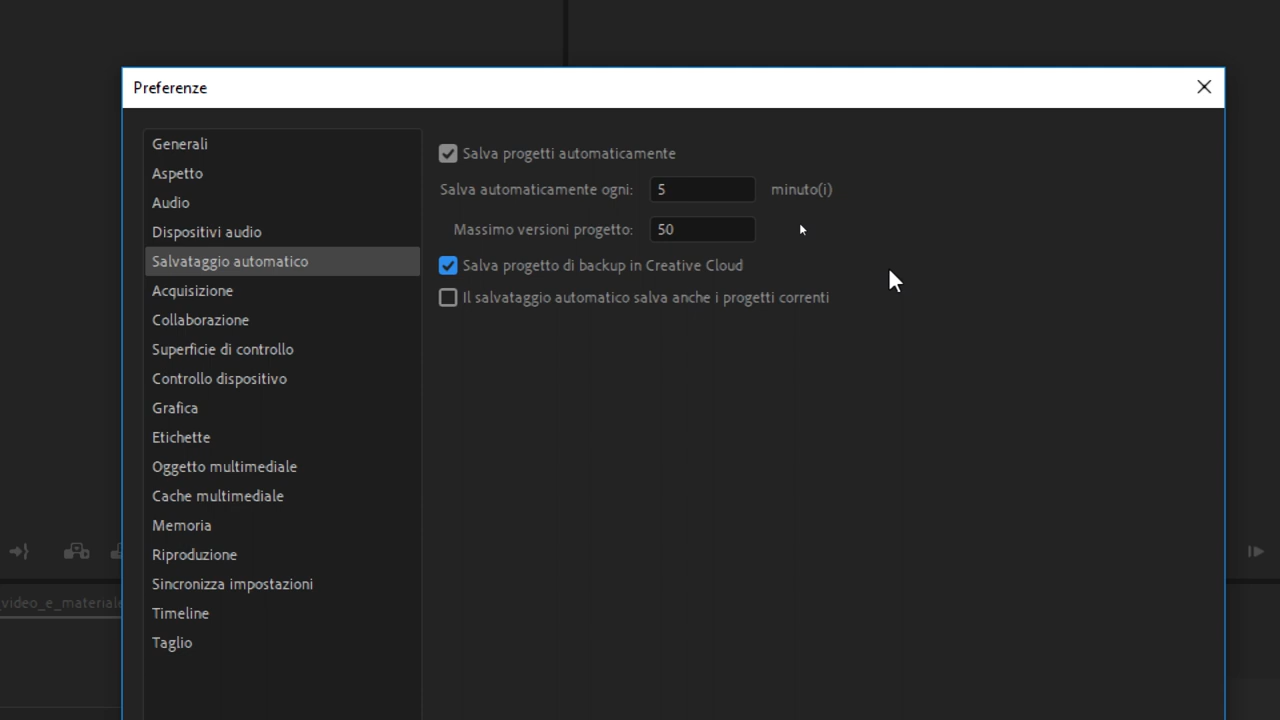 Preferenze
Generali
Aspetto
Audio
Dispositivi audio
Salvataggio automatico
Acquisizione
Collaborazione
Superficie di controllo
Controllo dispositivo
Grafica
Etichette
Oggetto multimediale
Cache multimediale
Memoria
Riproduzione
Sincronizza impostazioni
Timeline
Taglio
Salva progetti automaticamente
Salva automaticamente ogni: 5 minuto(i)
Massimo versioni progetto: 50
Salva progetto di backup in Creative Cloud
Il salvataggio automatico salva anche i progetti correnti
_video_e_materiale